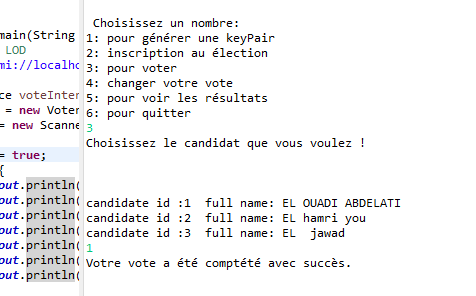 Choisissez un nombre:
main(String 1: pour générer une keyPair
LOD 2: inscription au élection
mi://localho 3: pour voter
4: changer votre vote
ce voteInter 5: pour voir les résultats
= new Voter 6: pour quitter
= new Scanne 3
Choisissez le candidat que vous voulez !
= true;
{
out.println(
out.println( candidate id :1 full name: EL OUADI ABDELATI
out.println( candidate id :2 full name: EL hamri you
out.println( candidate id :3 full name: EL jawad
out.println( 1
out.println( Votre vote a été comptété avec succès.